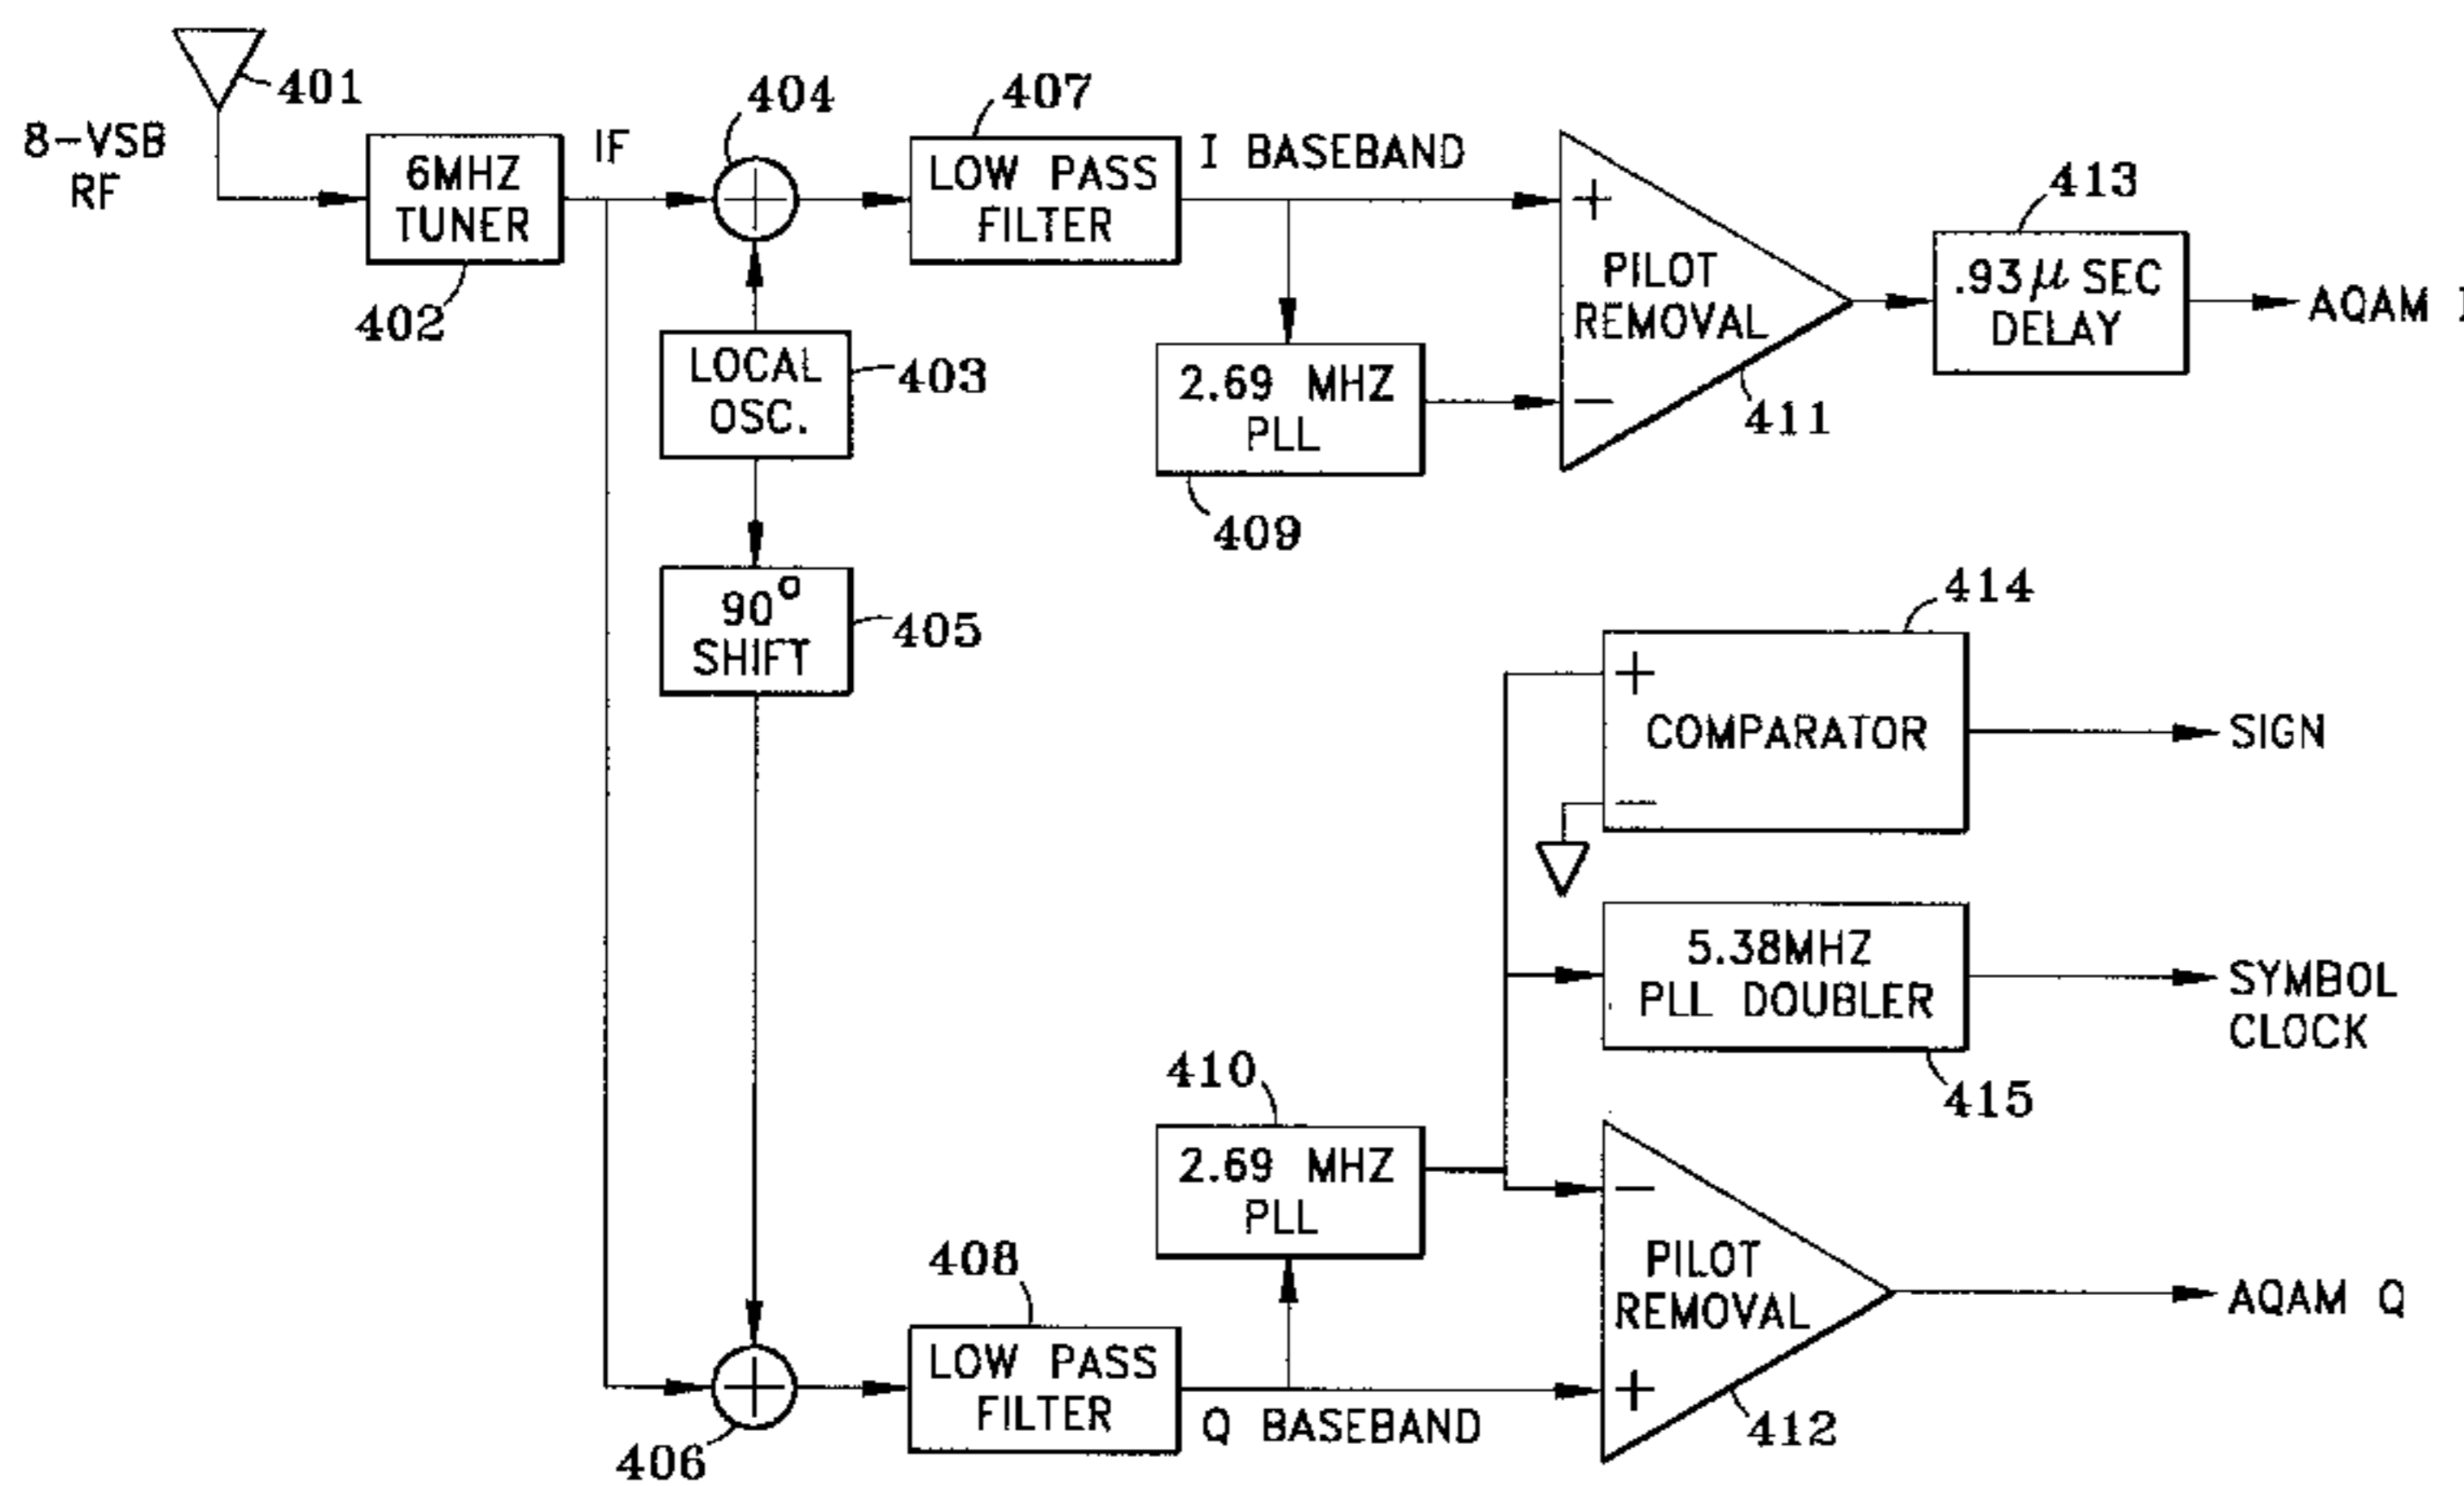 401
8-VSB
RF
6MHZ
TUNER
402
IF
404
LOCAL
OSC.
403
90°
SHIFT
405
406
407
LOW PASS
FILTER
I BASEBAND
2.69 MHZ
PLL
409
PILOT
REMOVAL
411
413
.93μ SEC
DELAY
AQAM I
414
+
COMPARATOR
−
SIGN
5.38MHZ
PLL DOUBLER
415
SYMBOL
CLOCK
410
2.69 MHZ
PLL
408
LOW PASS
FILTER
Q BASEBAND
−
PILOT
REMOVAL
+
412
AQAM Q
+
−